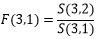 F(3,1) = S(3,2) / S(3,1)